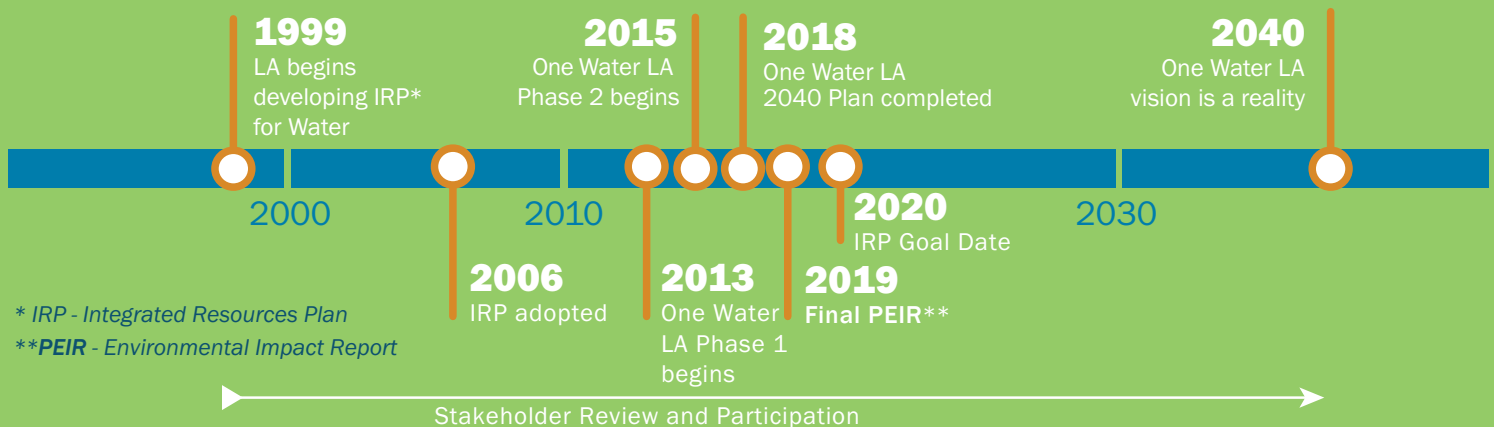 1999
LA begins
developing IRP*
for Water
2015
One Water LA
Phase 2 begins
2018
One Water LA
2040 Plan completed
2040
One Water LA
vision is a reality
2000
2010
2030
2006
IRP adopted
2013
One Water
LA Phase 1
begins
2019
Final PEIR**
2020
IRP Goal Date
* IRP - Integrated Resources Plan
**PEIR - Environmental Impact Report
Stakeholder Review and Participation